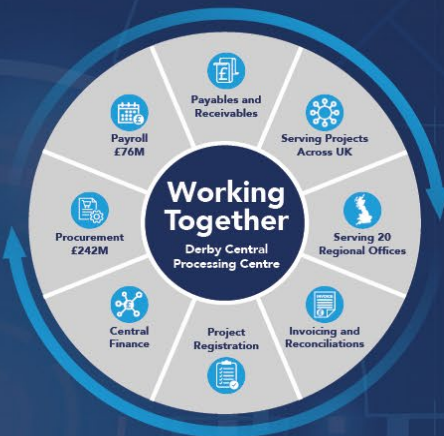 Payables and
Receivables
Serving Projects
Across UK
Serving 20
Regional Offices
Invoicing and
Reconciliations
Project
Registration
Central
Finance
Procurement
£242M
Payroll
£76M
Working
Together
Derby Central
Processing Centre
£
£
£
INVOICE